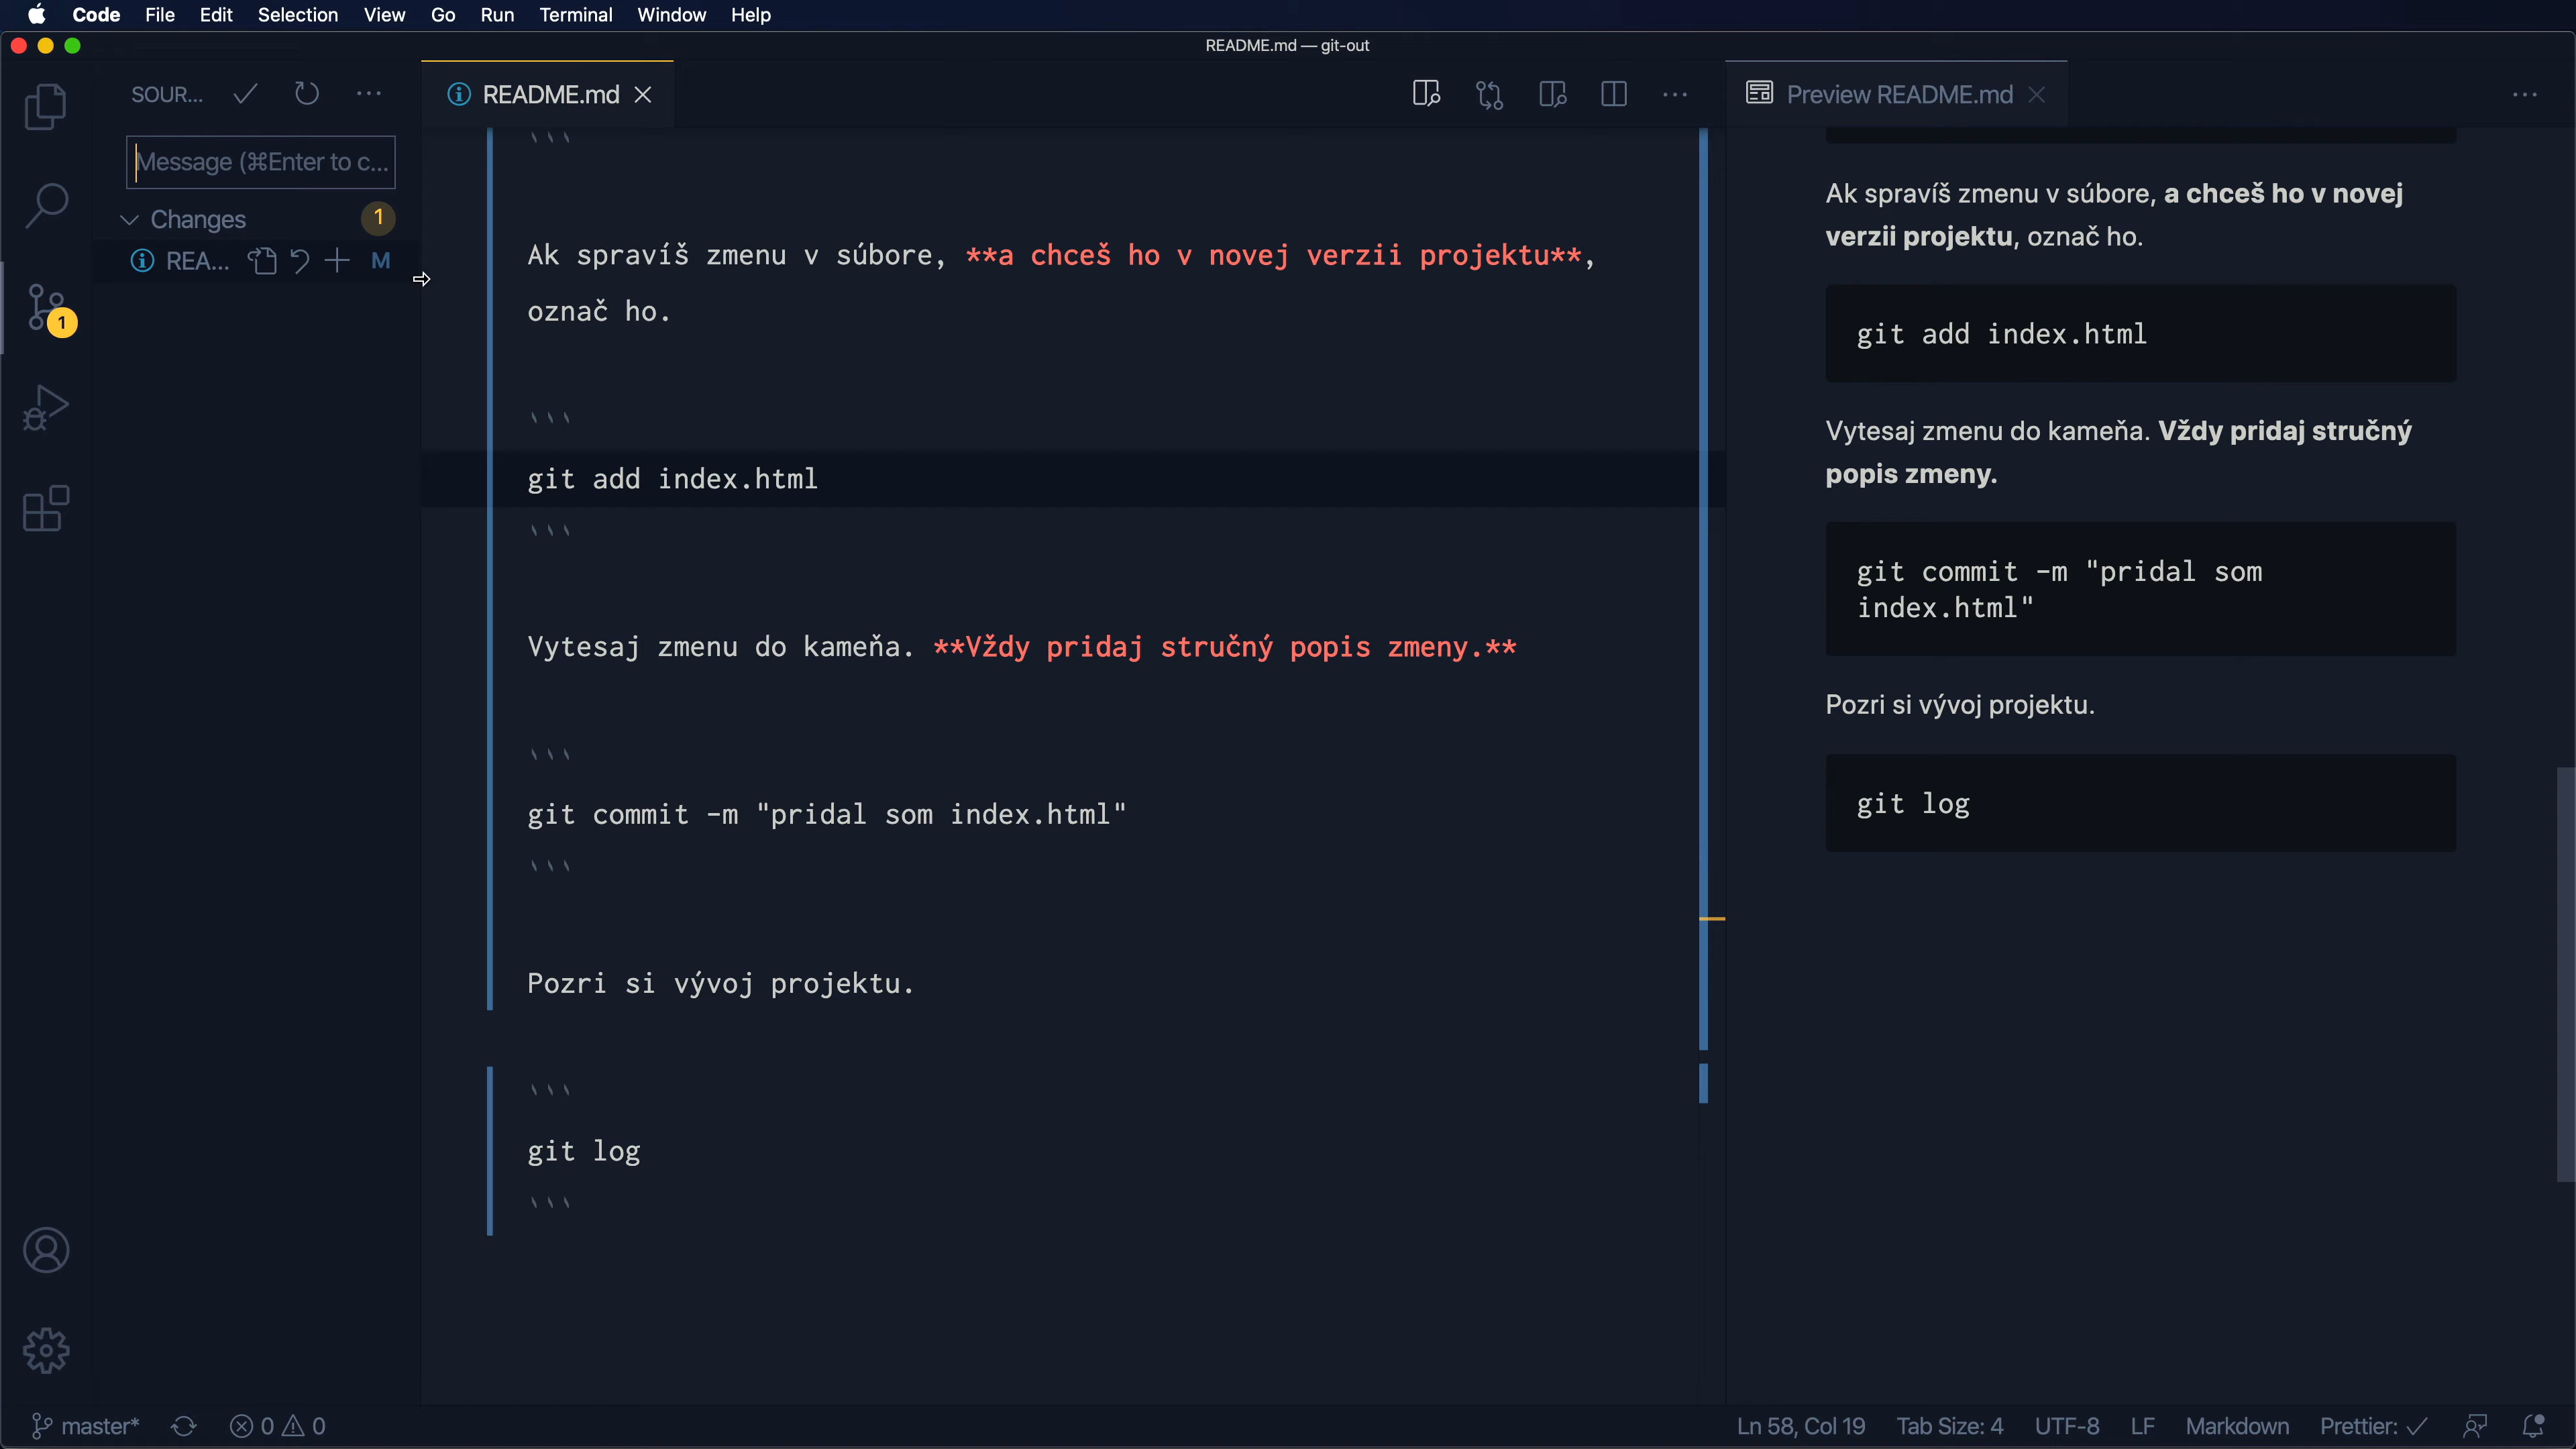 Code File Edit Selection View Go Run Terminal Window Help
README.md — git-out
SOUR...
README.md
Preview README.md
Message (⌘Enter to c...
Changes 1
REA... M
1
```
Ak spravíš zmenu v súbore, **a chceš ho v novej verzii projektu**,
označ ho.
```
git add index.html
```
Vytesaj zmenu do kameňa. **Vždy pridaj stručný popis zmeny.**
```
git commit -m "pridal som index.html"
```
Pozri si vývoj projektu.
```
git log
```
Ak spravíš zmenu v súbore, a chceš ho v novej
verzii projektu, označ ho.
git add index.html
Vytesaj zmenu do kameňa. Vždy pridaj stručný
popis zmeny.
git commit -m "pridal som
index.html"
Pozri si vývoj projektu.
git log
master* 0 0 Ln 58, Col 19 Tab Size: 4 UTF-8 LF Markdown Prettier: ✓